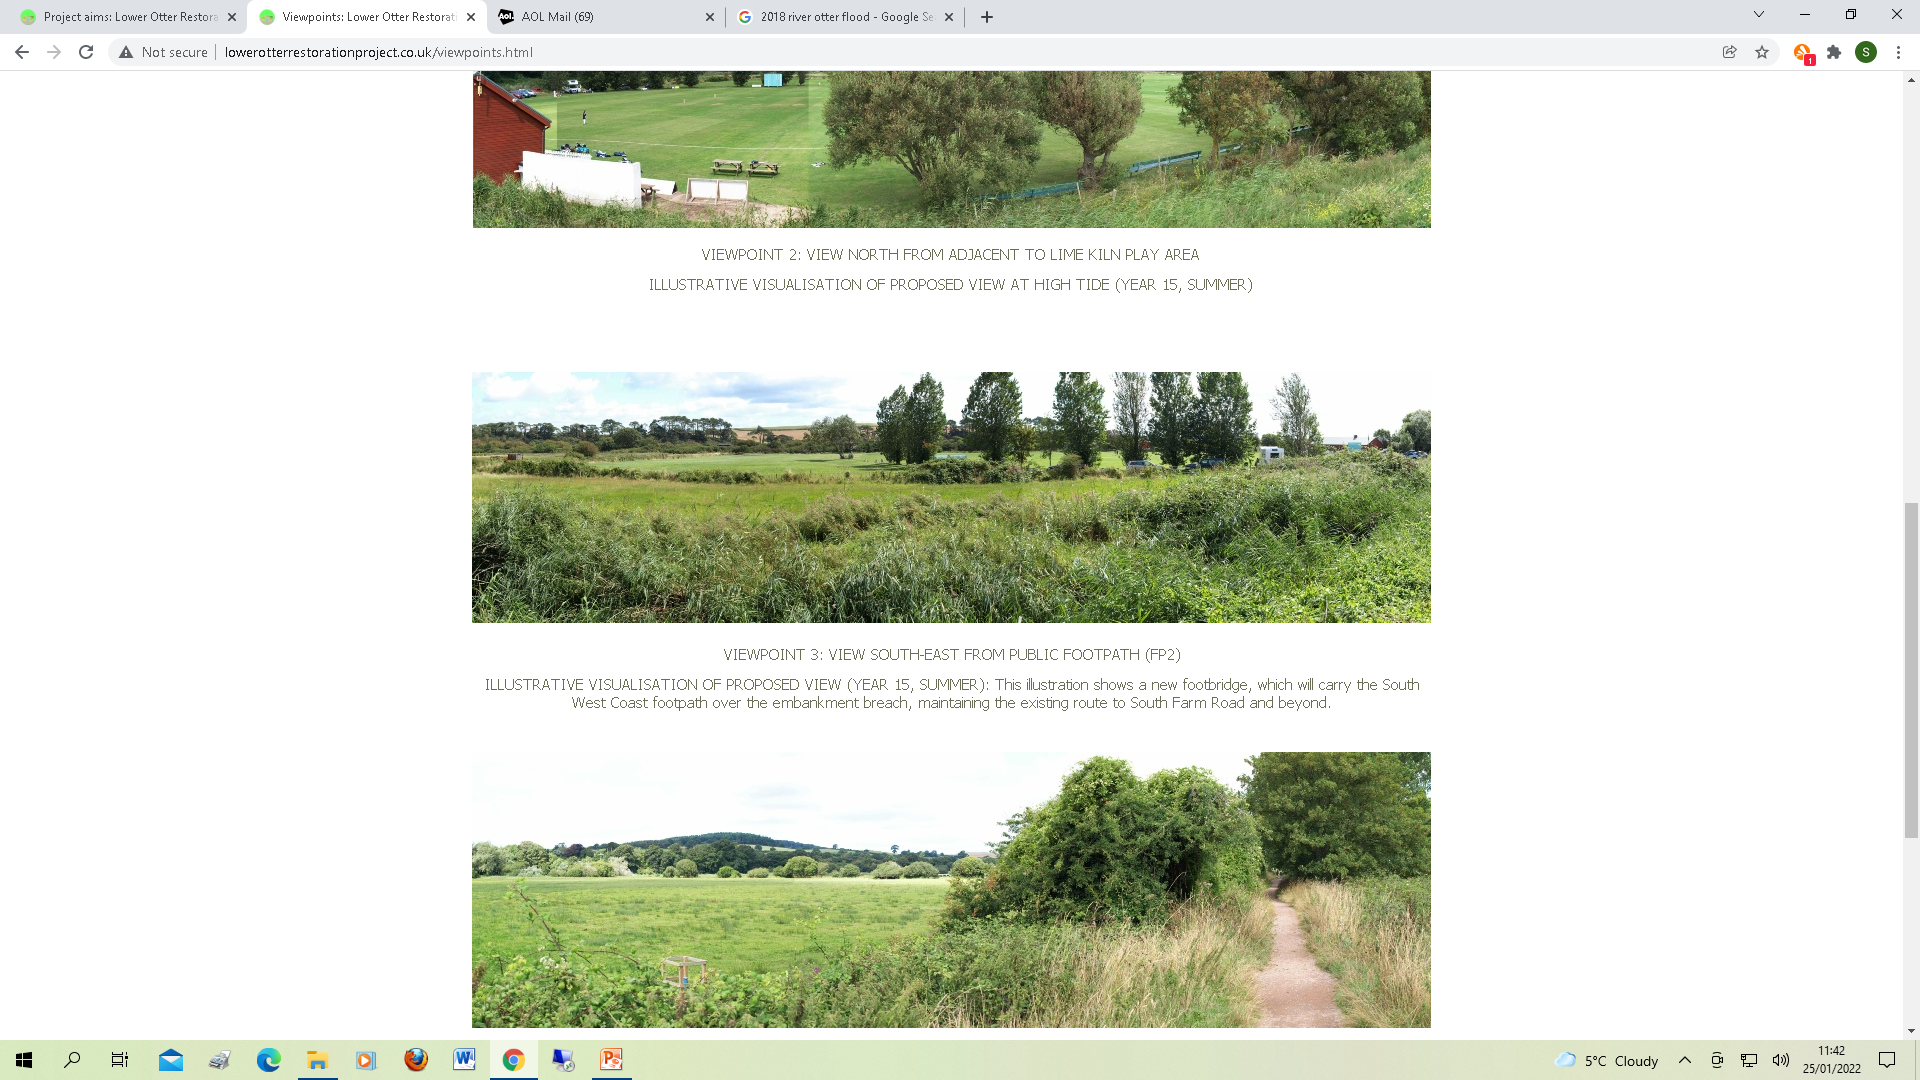 Project aims: Lower Otter Restora
Viewpoints: Lower Otter Restorati
Aol.
AOL Mail (69)
2018 river otter flood - Google Se
Not secure
lowerotterrestorationproject.co.uk/viewpoints.html
1
S
VIEWPOINT 2: VIEW NORTH FROM ADJACENT TO LIME KILN PLAY AREA
ILLUSTRATIVE VISUALISATION OF PROPOSED VIEW AT HIGH TIDE (YEAR 15, SUMMER)
VIEWPOINT 3: VIEW SOUTH-EAST FROM PUBLIC FOOTPATH (FP2)
ILLUSTRATIVE VISUALISATION OF PROPOSED VIEW (YEAR 15, SUMMER): This illustration shows a new footbridge, which will carry the South
West Coast footpath over the embankment breach, maintaining the existing route to South Farm Road and beyond.
5°C Cloudy
11:42
25/01/2022